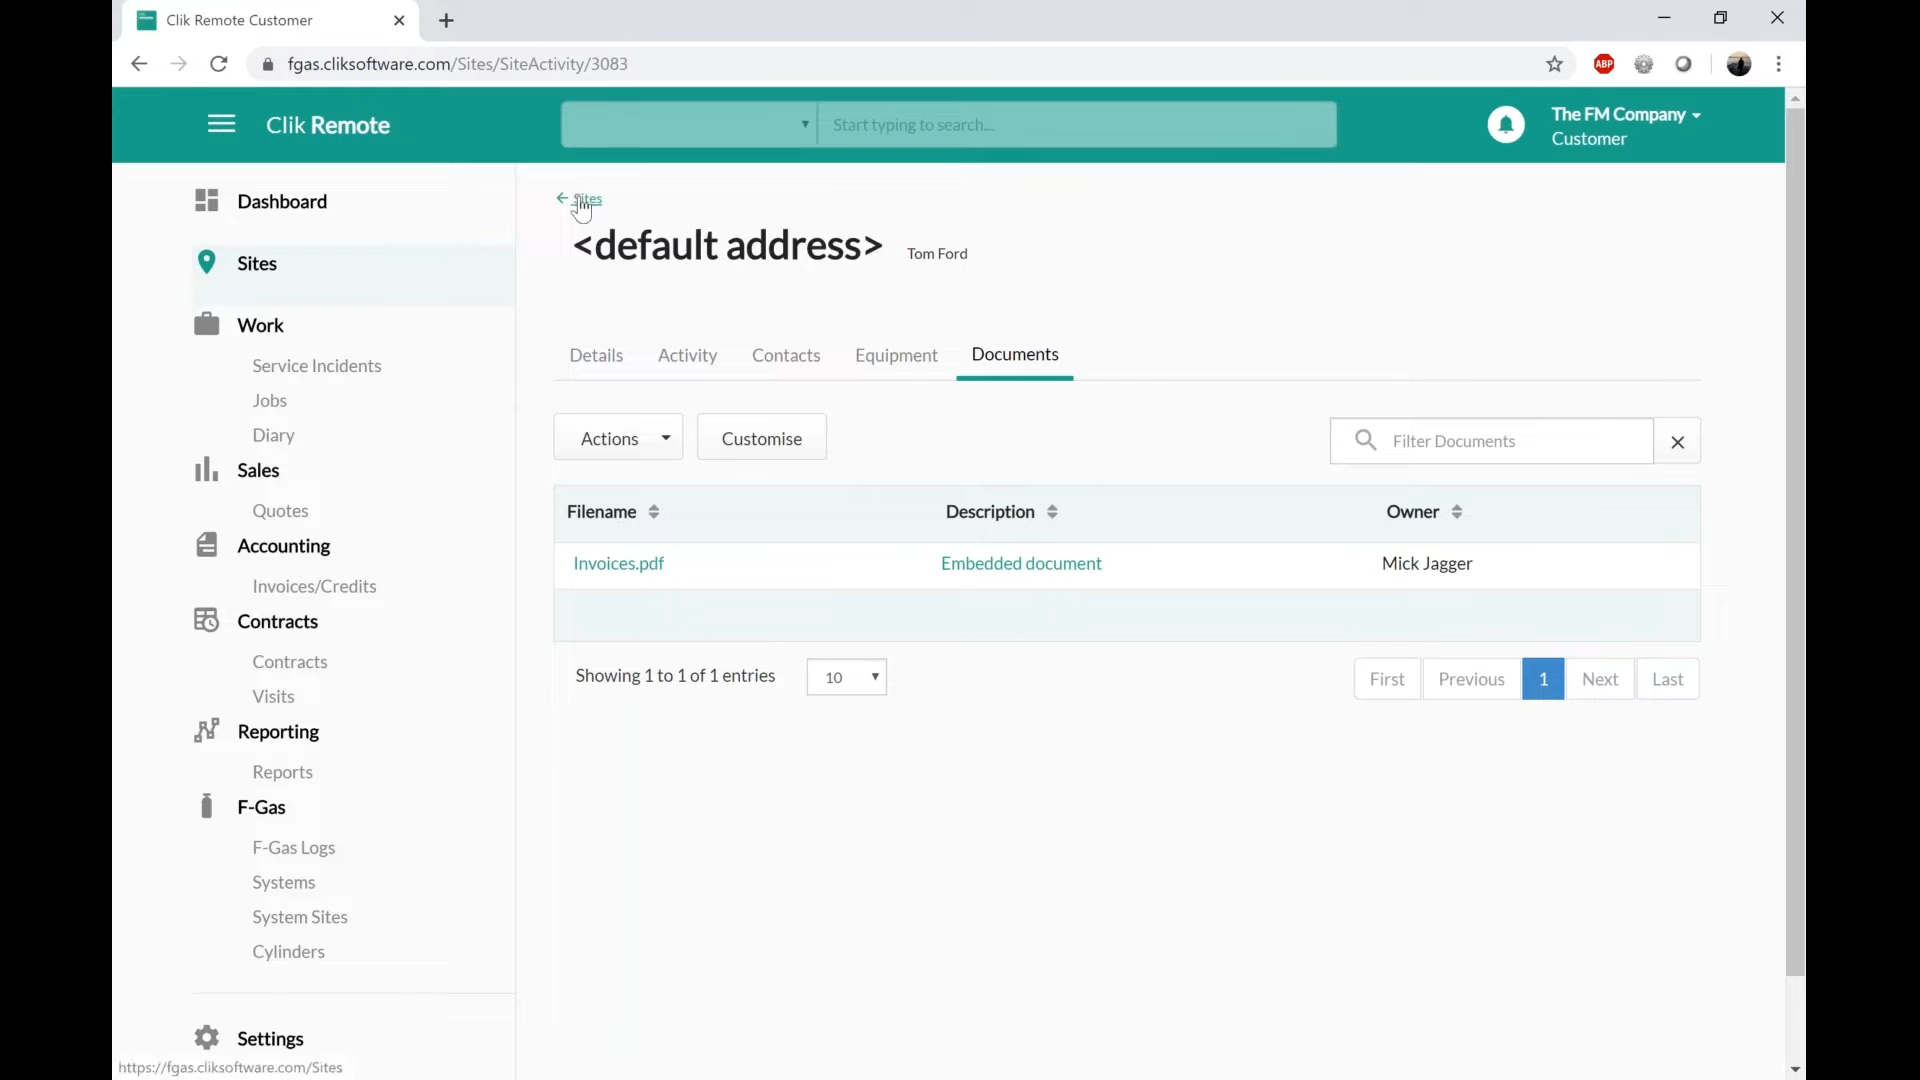 Clik Remote Customer
fgas.cliksoftware.com/Sites/SiteActivity/3083
ABP
Clik Remote
Start typing to search...
The FM Company
Customer
Dashboard
Sites
Work
Service Incidents
Jobs
Diary
Sales
Quotes
Accounting
Invoices/Credits
Contracts
Contracts
Visits
Reporting
Reports
F-Gas
F-Gas Logs
Systems
System Sites
Cylinders
Settings
Sites
<default address> Tom Ford
Details Activity Contacts Equipment Documents
Actions Customise Filter Documents
Filename Description Owner
Invoices.pdf Embedded document Mick Jagger
Showing 1 to 1 of 1 entries 10 First Previous 1 Next Last
https://fgas.cliksoftware.com/Sites